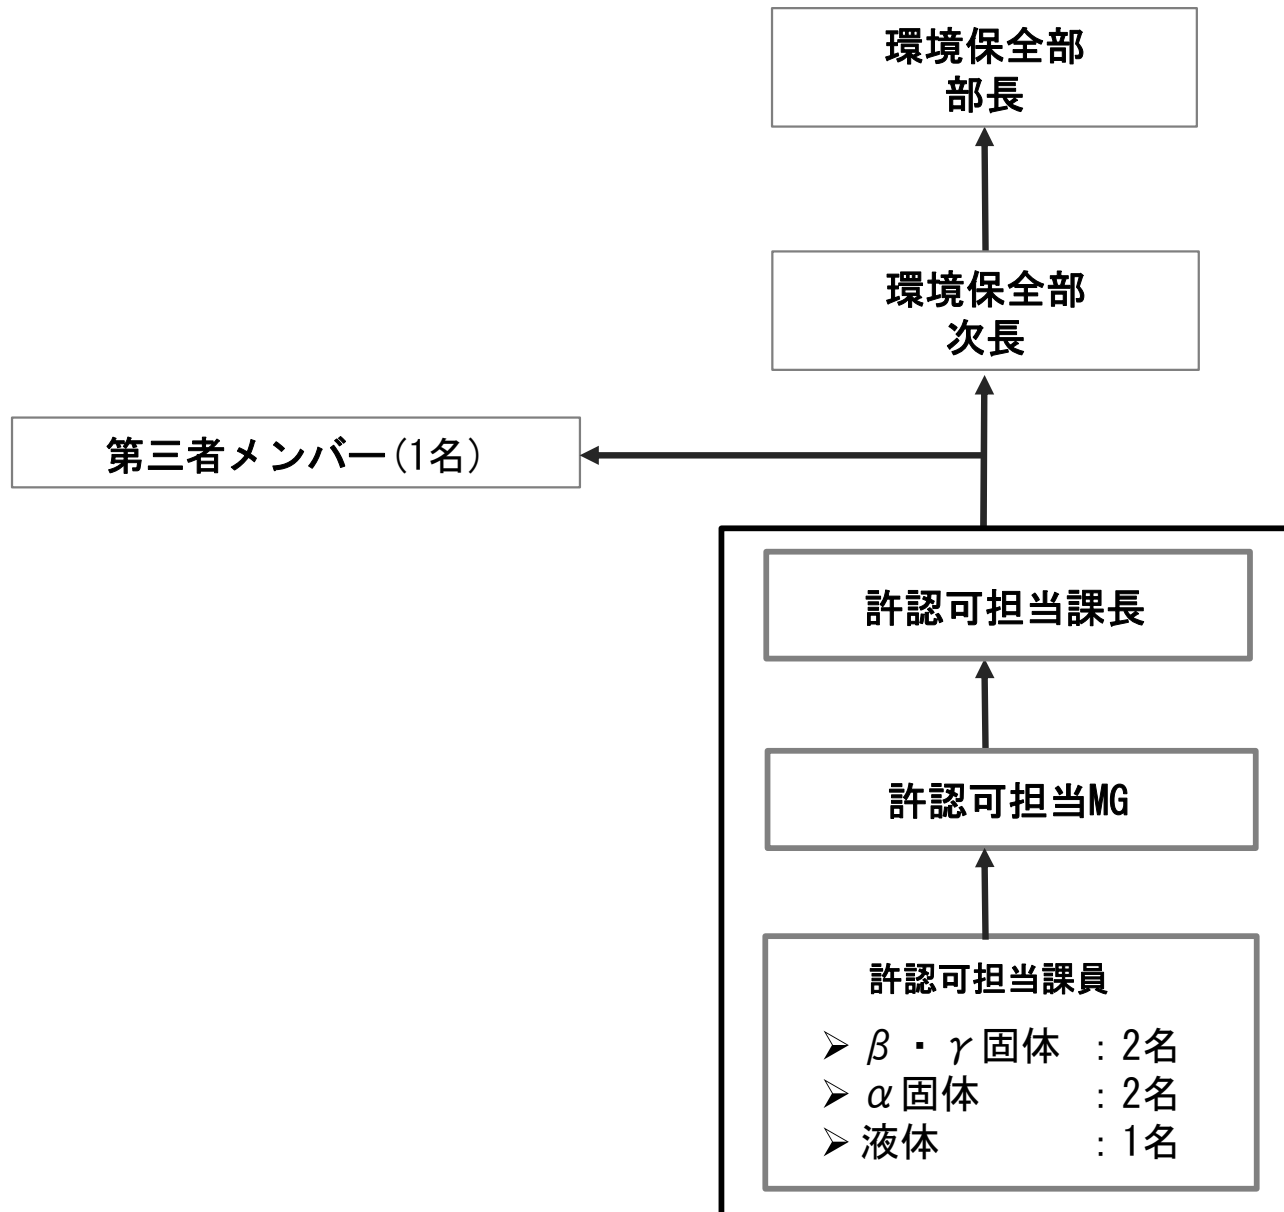 環境保全部
部長
環境保全部
次長
第三者メンバー(1名)
許認可担当課長
許認可担当MG
許認可担当課員
➢ β・γ固体 : 2名
➢ α固体 : 2名
➢ 液体 : 1名